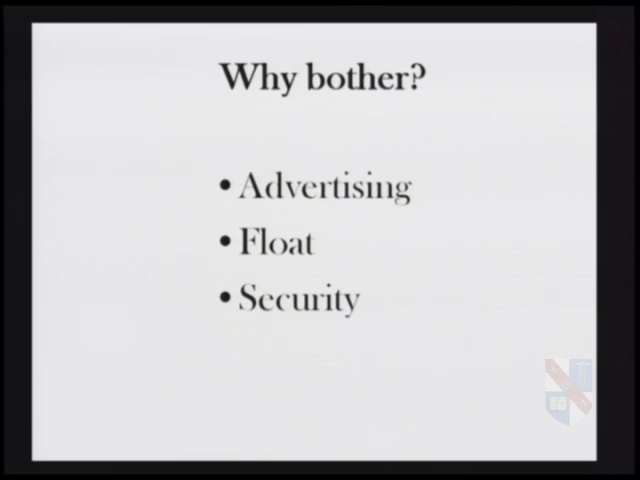 Why bother?
• Advertising
• Float
• Security